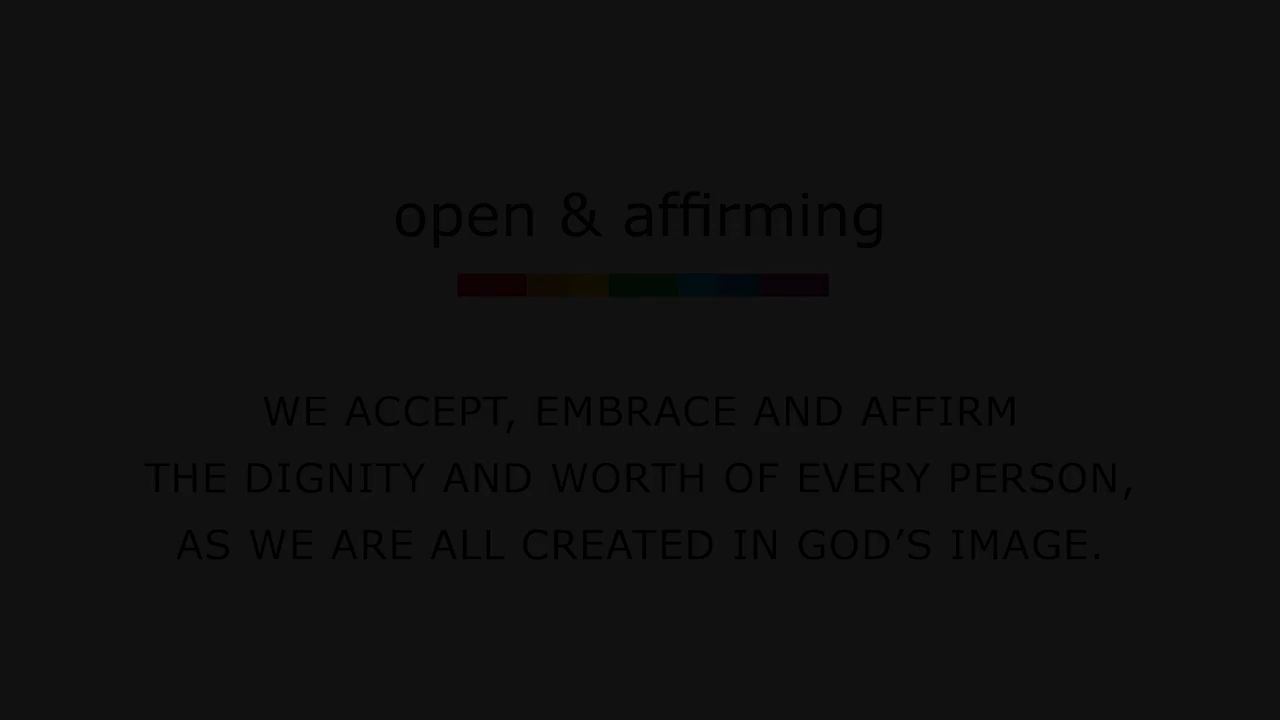 open & affirming
WE ACCEPT, EMBRACE AND AFFIRM
THE DIGNITY AND WORTH OF EVERY PERSON,
AS WE ARE ALL CREATED IN GOD’S IMAGE.